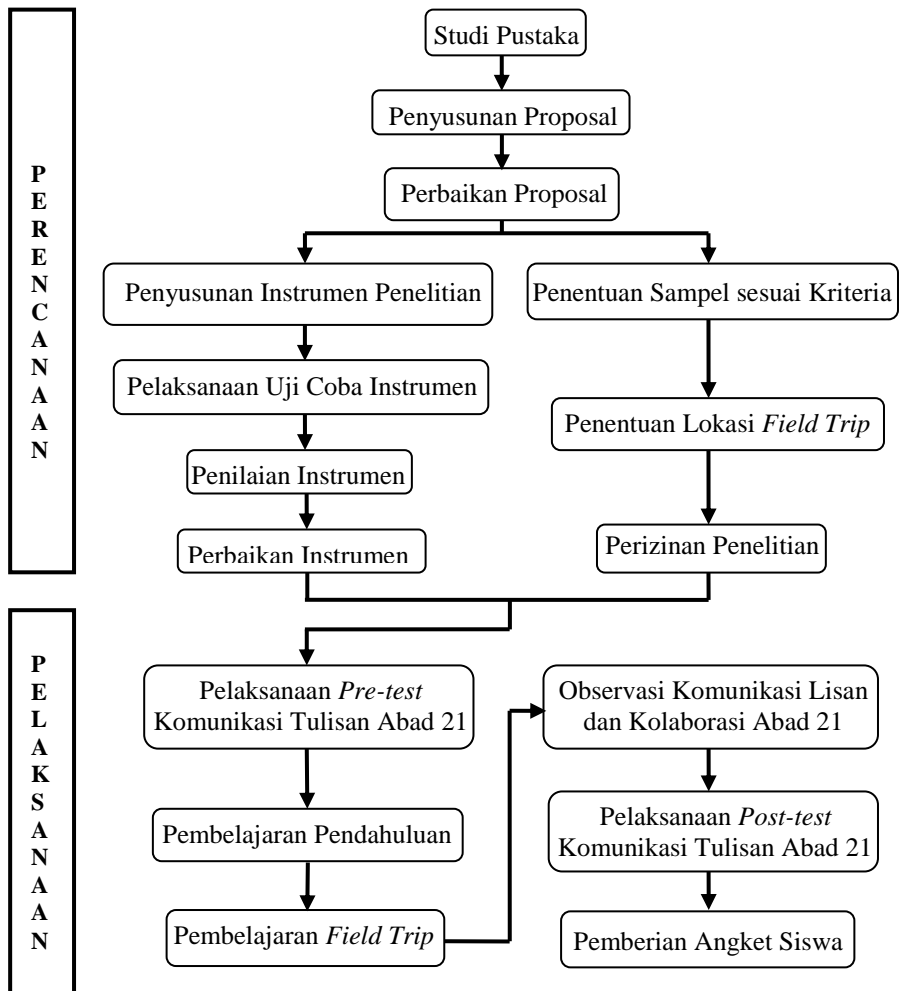 P
E
R
E
N
C
A
N
A
A
N
Studi Pustaka
Penyusunan Proposal
Perbaikan Proposal
Penyusunan Instrumen Penelitian
Pelaksanaan Uji Coba Instrumen
Penilaian Instrumen
Perbaikan Instrumen
Penentuan Sampel sesuai Kriteria
Penentuan Lokasi Field Trip
Perizinan Penelitian
P
E
L
A
K
S
A
N
A
A
N
Pelaksanaan Pre-test
Komunikasi Tulisan Abad 21
Pembelajaran Pendahuluan
Pembelajaran Field Trip
Observasi Komunikasi Lisan
dan Kolaborasi Abad 21
Pelaksanaan Post-test
Komunikasi Tulisan Abad 21
Pemberian Angket Siswa